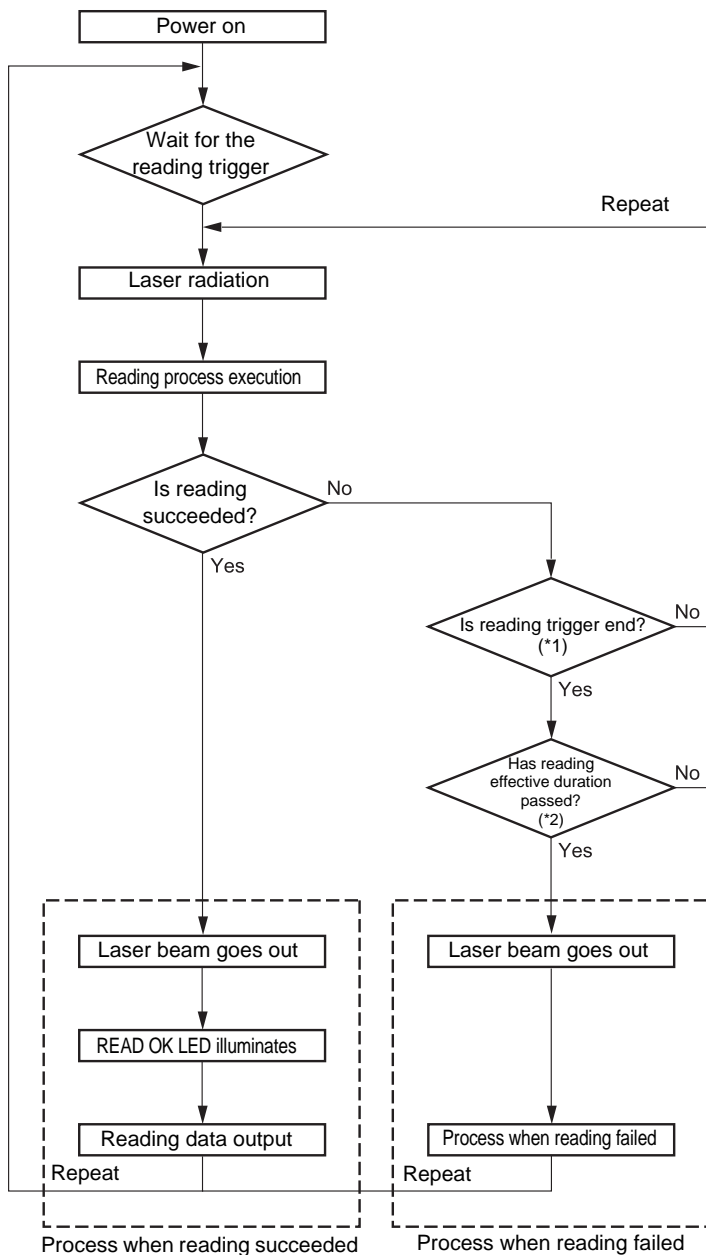 Power on
Wait for the
reading trigger
Repeat
Laser radiation
Reading process execution
Is reading
succeeded?
No
Yes
Is reading trigger end?
(*1)
No
Yes
Has reading
effective duration
passed?
(*2)
No
Yes
Laser beam goes out
READ OK LED illuminates
Reading data output
Repeat
Process when reading succeeded
Laser beam goes out
Process when reading failed
Repeat
Process when reading failed